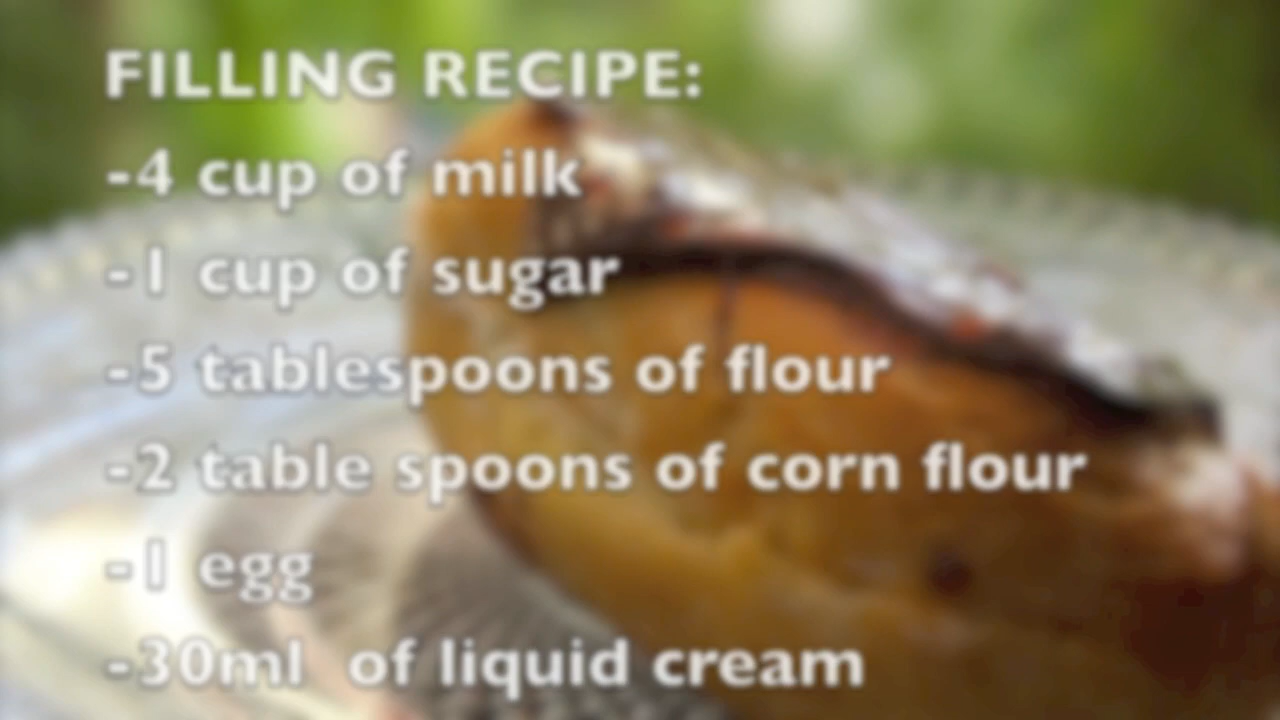 FILLING RECIPE:
-4 cup of milk
-1 cup of sugar
-5 tablespoons of flour
-2 table spoons of corn flour
-1 egg
-30ml  of liquid cream